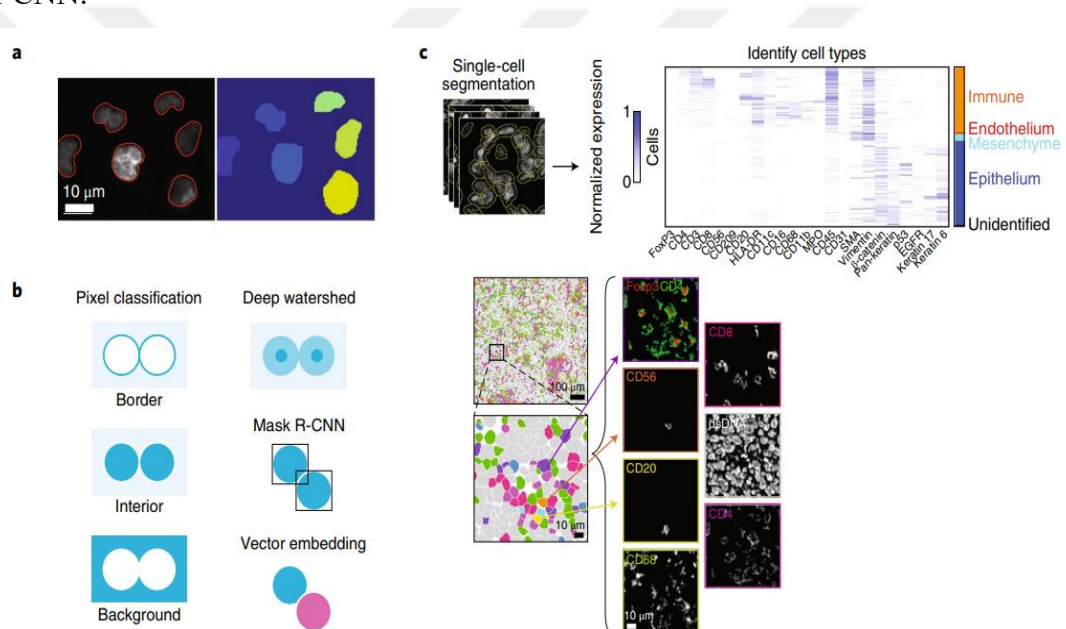 CNN.
a
10 μm
b
Pixel classification
Border
Interior
Background
Deep watershed
Mask R-CNN
Vector embedding
c
Single-cell
segmentation
Identify cell types
Normalized expression
1
0
Cells
Immune
Endothelium
Mesenchyme
Epithelium
Unidentified
FoxP3
CD4
CD3
CD8
CD56
CD209
CD20
HLA-DR
CD11c
CD16
CD68
CD11b
MPO
CD45
CD31
SMA
Vimentin
β-catenin
Pan-keratin
p53
EGFR
Keratin 17
Keratin 6
100 μm
10 μm
Foxp3 CD4
CD56
CD20
CD68
10 μm
CD8
dsDNA
CD4